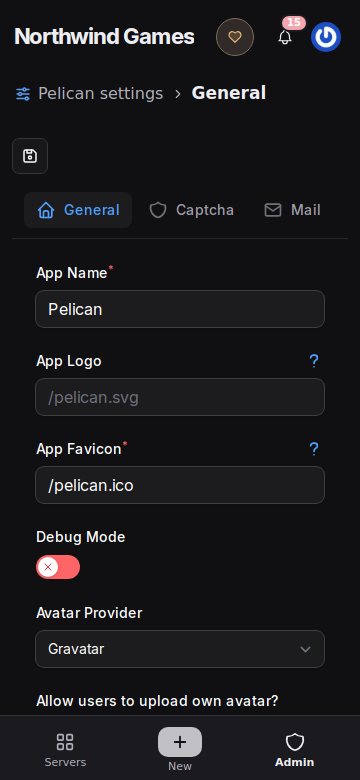 Northwind Games
15
Pelican settings > General
General
Captcha
Mail
App Name*
Pelican
App Logo ?
/pelican.svg
App Favicon* ?
/pelican.ico
Debug Mode
Avatar Provider
Gravatar
Allow users to upload own avatar?
Servers
New
Admin